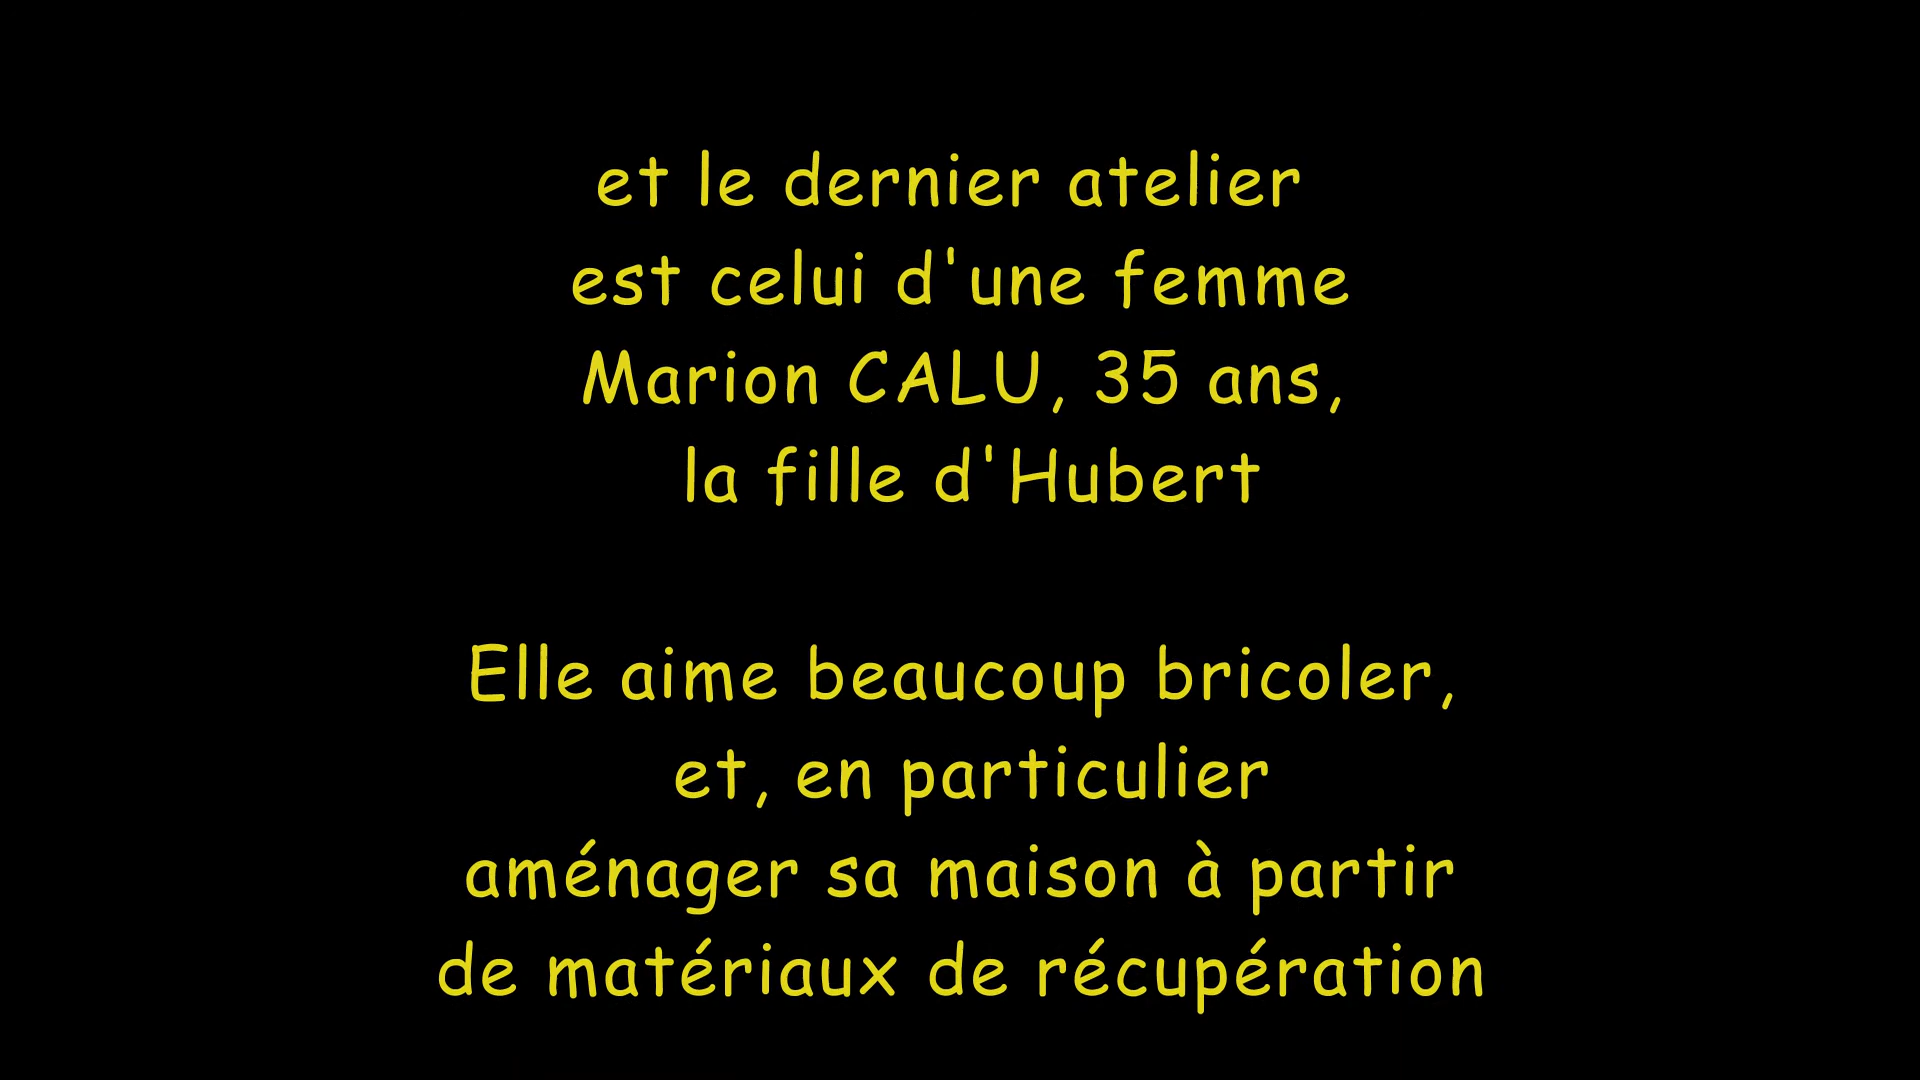 et le dernier atelier
est celui d'une femme
Marion CALU, 35 ans,
la fille d'Hubert
Elle aime beaucoup bricoler,
et, en particulier
aménager sa maison à partir
de matériaux de récupération